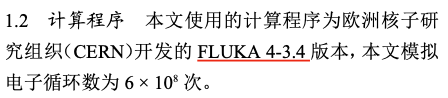 1.2 计算程序 本文使用的计算程序为欧洲核子研
究组织(CERN)开发的 FLUKA 4-3.4 版本，本文模拟
电子循环数为 6 × 10⁸ 次。